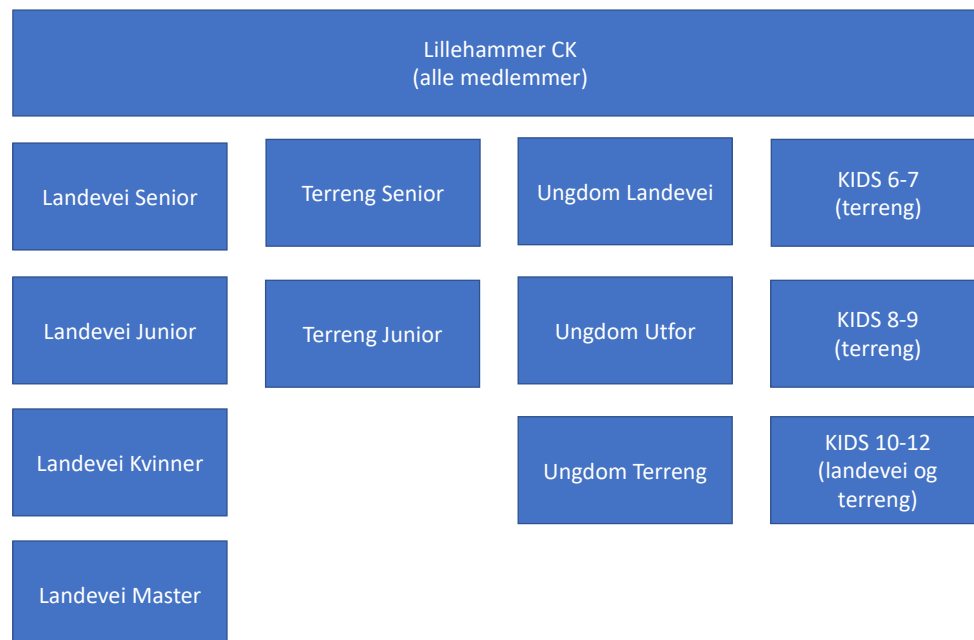 Lillehammer CK
(alle medlemmer)
Landevei Senior
Terreng Senior
Ungdom Landevei
KIDS 6-7
(terreng)
Landevei Junior
Terreng Junior
Ungdom Utfor
KIDS 8-9
(terreng)
Landevei Kvinner
Ungdom Terreng
KIDS 10-12
(landevei og
terreng)
Landevei Master